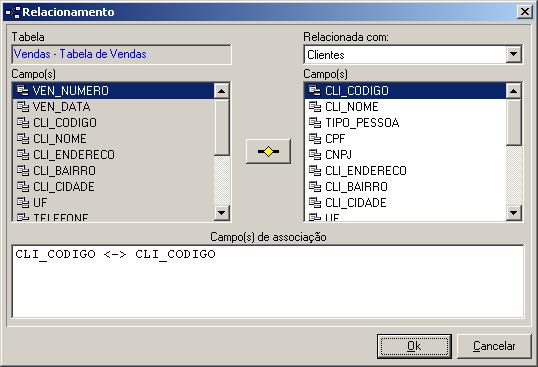 Relacionamento
Tabela
Vendas - Tabela de Vendas
Campo(s)
VEN_NUMERO
VEN_DATA
CLI_CODIGO
CLI_NOME
CLI_ENDERECO
CLI_BAIRRO
CLI_CIDADE
UF
TELEFONE
Relacionada com:
Clientes
Campo(s)
CLI_CODIGO
CLI_NOME
TIPO_PESSOA
CPF
CNPJ
CLI_ENDERECO
CLI_BAIRRO
CLI_CIDADE
UF
Campo(s) de associação
CLI_CODIGO <-> CLI_CODIGO
Ok
Cancelar